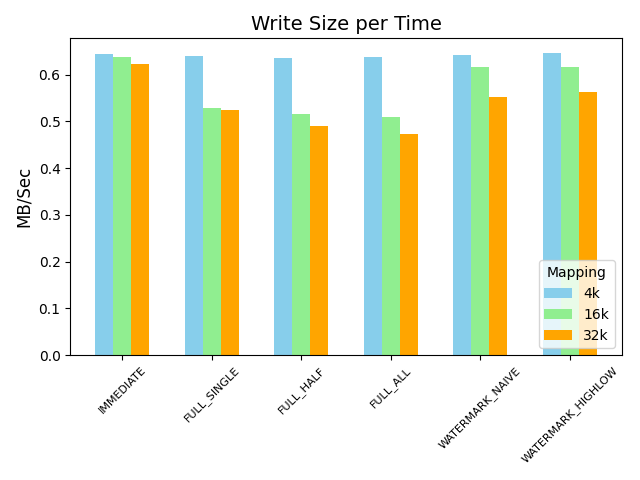 Write Size per Time
MB/Sec
0.6
0.5
0.4
0.3
0.2
0.1
0.0
Mapping
4k
16k
32k
IMMEDIATE
FULL_SINGLE
FULL_HALF
FULL_ALL
WATERMARK_NAIVE
WATERMARK_HIGHLOW